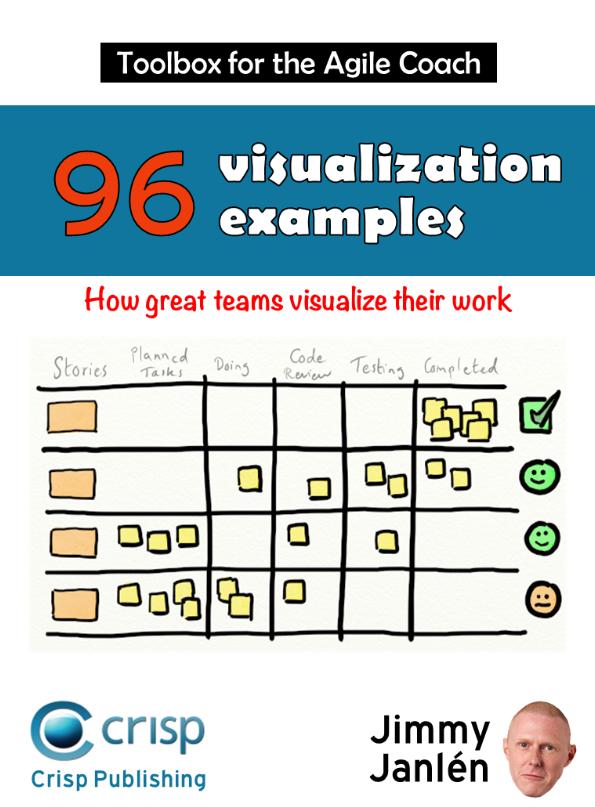 Toolbox for the Agile Coach
96 visualization
examples
How great teams visualize their work
Stories Planned Tasks Doing Code Review Testing Completed
crisp
Crisp Publishing
Jimmy
Janlén